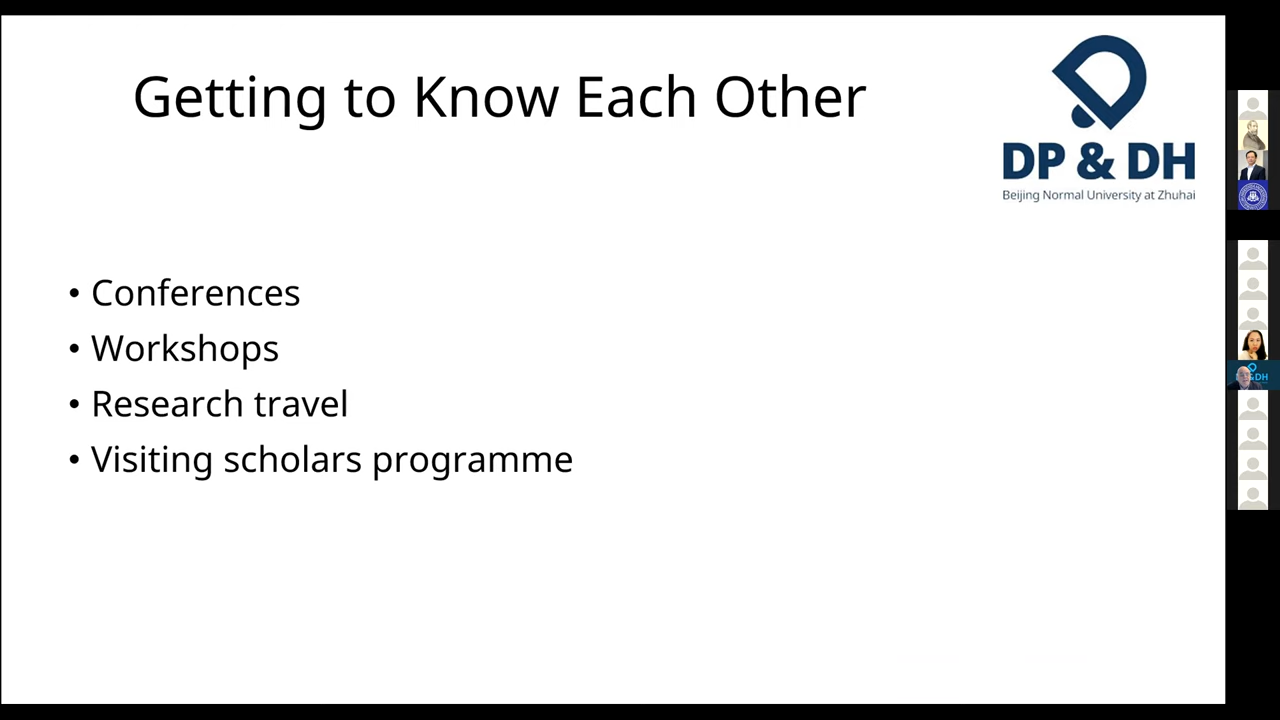 Getting to Know Each Other
DP & DH
Beijing Normal University at Zhuhai
• Conferences
• Workshops
• Research travel
• Visiting scholars programme